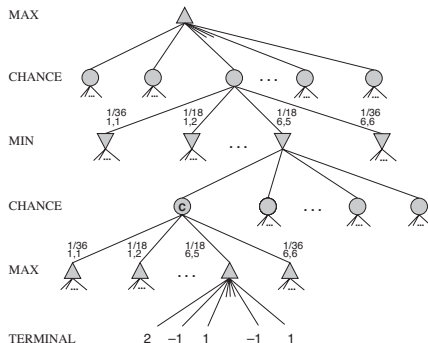 MAX
CHANCE
...
1/36 1/18 1/18 1/36
1,1 1,2 6,5 6,6
MIN
...
CHANCE
C
...
1/36 1/18 1/18 1/36
1,1 1,2 6,5 6,6
MAX
...
TERMINAL 2 –1 1 –1 1